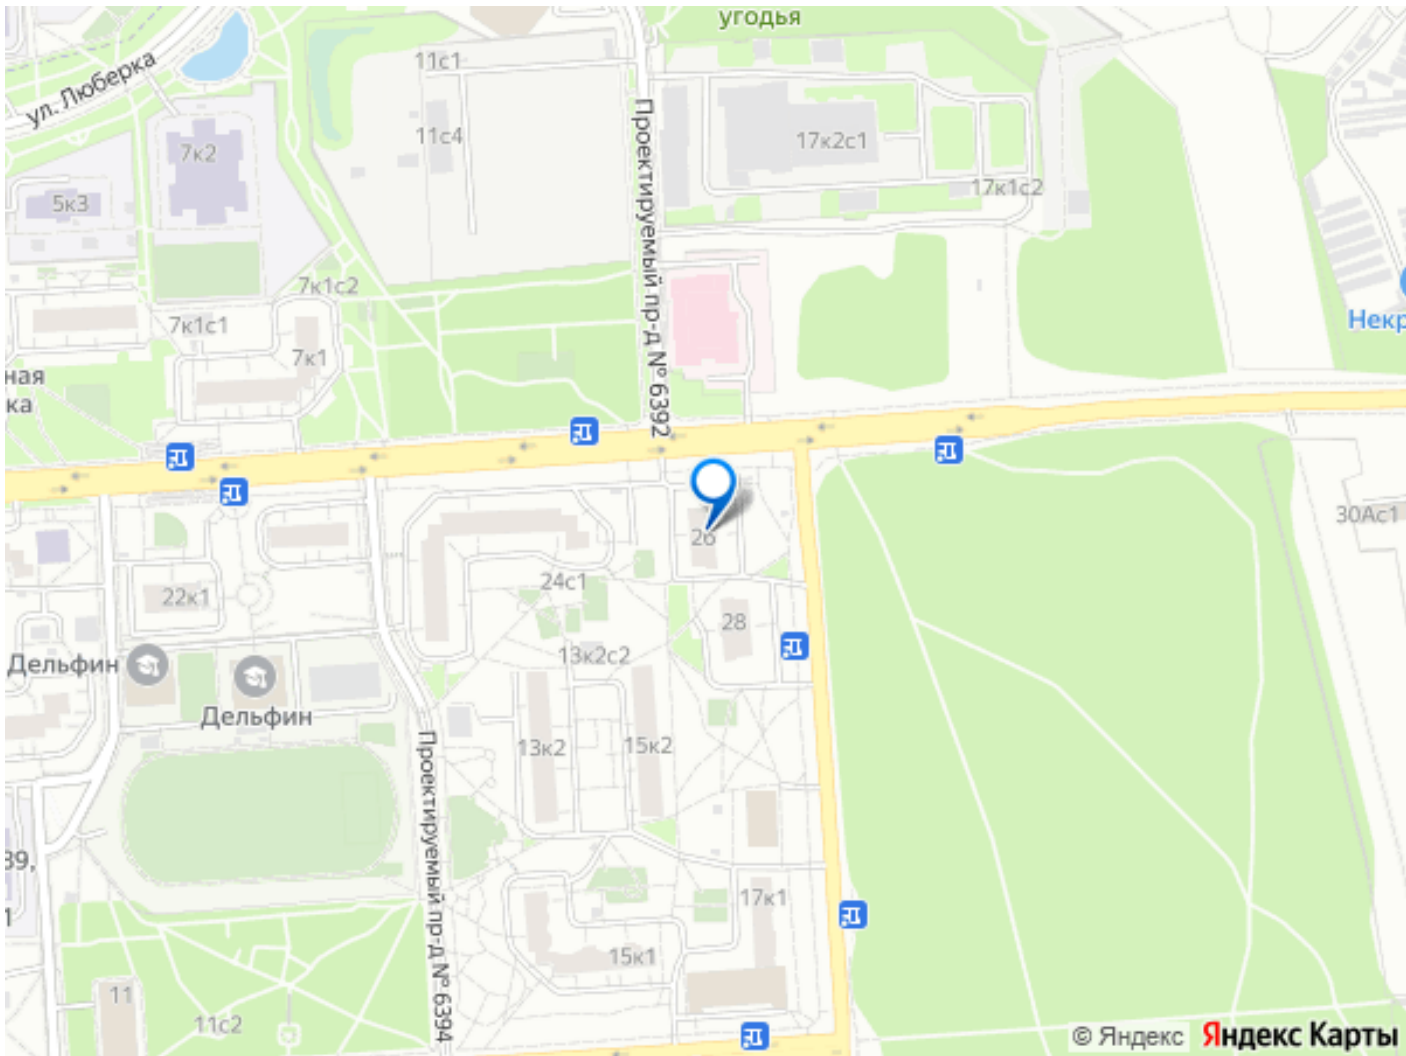 угодья
ул. Люберка
11с1
11с4
Проектируемый пр-д № 6392
17к2с1
17к1с2
7к2
5к3
7к1с2
7к1с1
7к1
ная
ка
Некр
26
24с1
22к1
28
30Ас1
Дельфин
Дельфин
13к2с2
13к2
15к2
Проектируемый пр-д № 6394
39,
1
17к1
15к1
11
11с2
© Яндекс Яндекс Карты